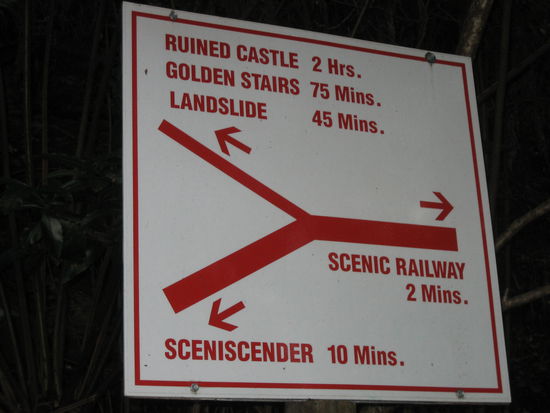 RUINED CASTLE 2 Hrs.
GOLDEN STAIRS 75 Mins.
LANDSLIDE 45 Mins.
SCENIC RAILWAY
2 Mins.
SCENISCENDER 10 Mins.